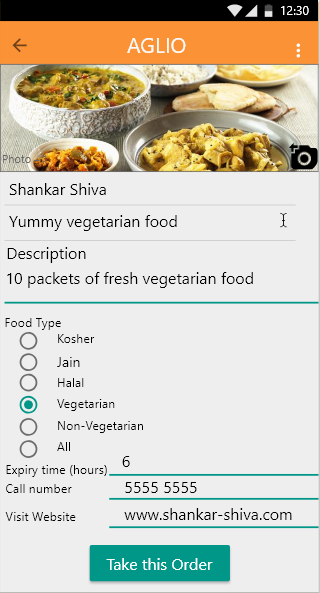 12:30
AGLIO
Photo
Shankar Shiva
Yummy vegetarian food
Description
10 packets of fresh vegetarian food
Food Type
Kosher
Jain
Halal
Vegetarian
Non-Vegetarian
All
Expiry time (hours) 6
Call number 5555 5555
Visit Website www.shankar-shiva.com
Take this Order